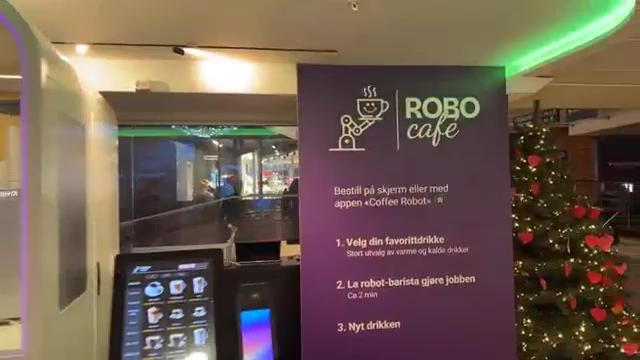 ROBO
café
Bestill på skjerm eller med
appen «Coffee Robot»
1. Velg din favorittdrikke
Stort utvalg av varme og kalde drikker
2. La robot-barista gjøre jobben
Ca 2 min
3. Nyt drikken